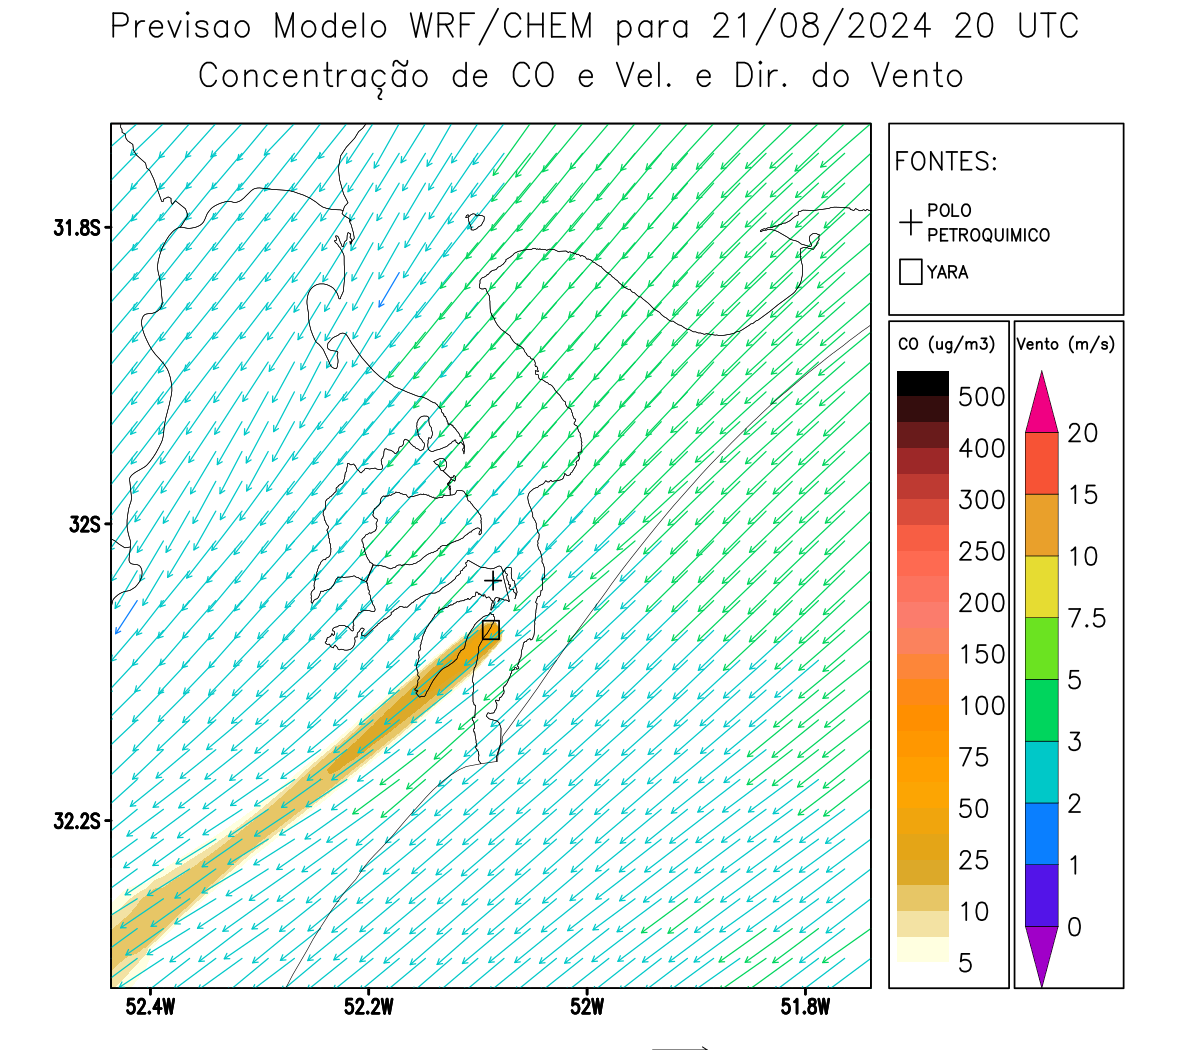 Previsao Modelo WRF/CHEM para 21/08/2024 20 UTC
Concentração de CO e Vel. e Dir. do Vento
FONTES:
POLO
PETROQUIMICO
YARA
31.8S
32S
32.2S
52.4W
52.2W
52W
51.8W
CO (ug/m3)
500
400
300
250
200
150
100
75
50
25
10
5
Vento (m/s)
20
15
10
7.5
5
3
2
1
0